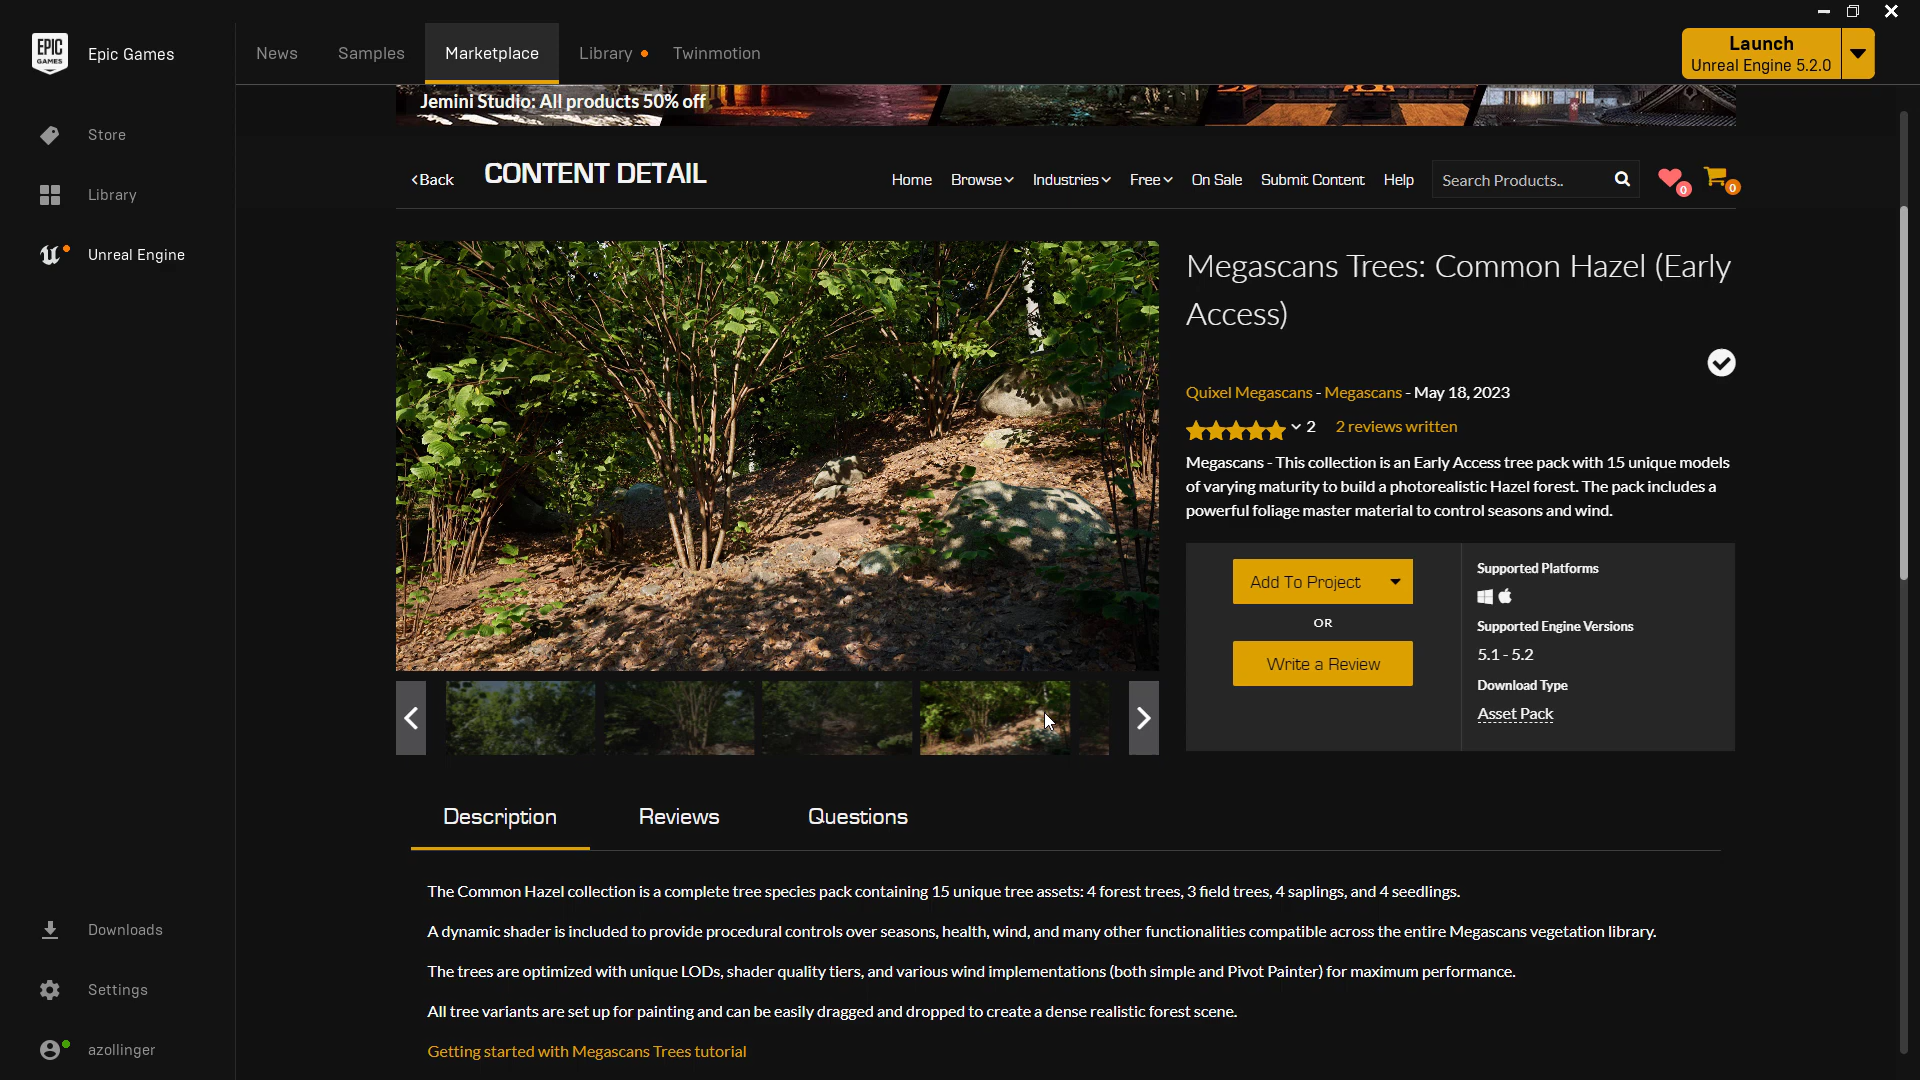 EPIC
GAMES
Epic Games
News
Samples
Marketplace
Library
Twinmotion
Launch
Unreal Engine 5.2.0
Store
Library
Unreal Engine
Downloads
Settings
azollinger
Jemini Studio: All products 50% off
Back
CONTENT DETAIL
Home
Browse
Industries
Free
On Sale
Submit Content
Help
Search Products..
0
0
Megascans Trees: Common Hazel (Early
Access)
Quixel Megascans - Megascans - May 18, 2023
2
2 reviews written
Megascans - This collection is an Early Access tree pack with 15 unique models
of varying maturity to build a photorealistic Hazel forest. The pack includes a
powerful foliage master material to control seasons and wind.
Add To Project
OR
Write a Review
Supported Platforms
Supported Engine Versions
5.1 - 5.2
Download Type
Asset Pack
Description
Reviews
Questions
The Common Hazel collection is a complete tree species pack containing 15 unique tree assets: 4 forest trees, 3 field trees, 4 saplings, and 4 seedlings.
A dynamic shader is included to provide procedural controls over seasons, health, wind, and many other functionalities compatible across the entire Megascans vegetation library.
The trees are optimized with unique LODs, shader quality tiers, and various wind implementations (both simple and Pivot Painter) for maximum performance.
All tree variants are set up for painting and can be easily dragged and dropped to create a dense realistic forest scene.
Getting started with Megascans Trees tutorial